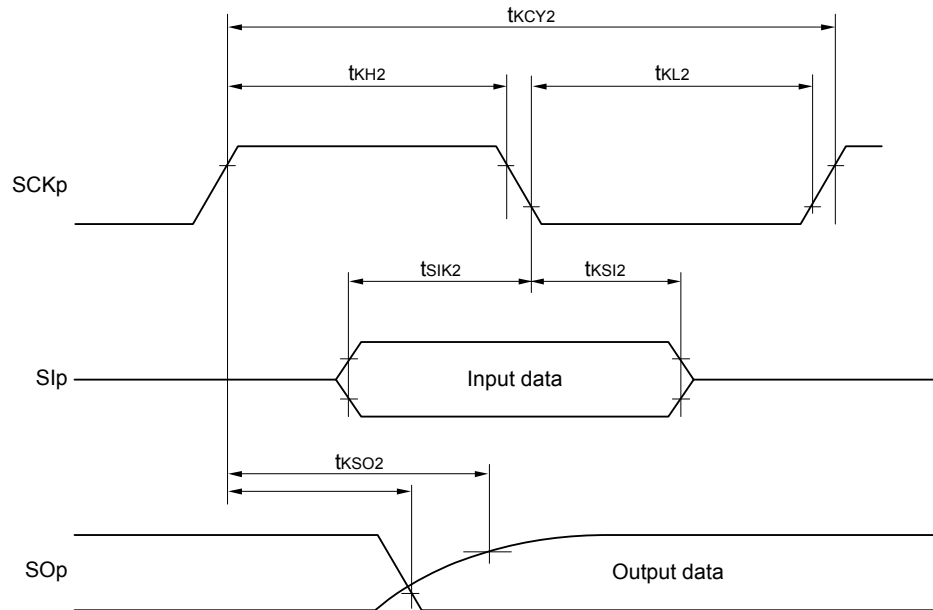 tKCY2
tKH2
tKL2
SCKp
tSIK2
tKSI2
SIp
Input data
tKSO2
SOp
Output data